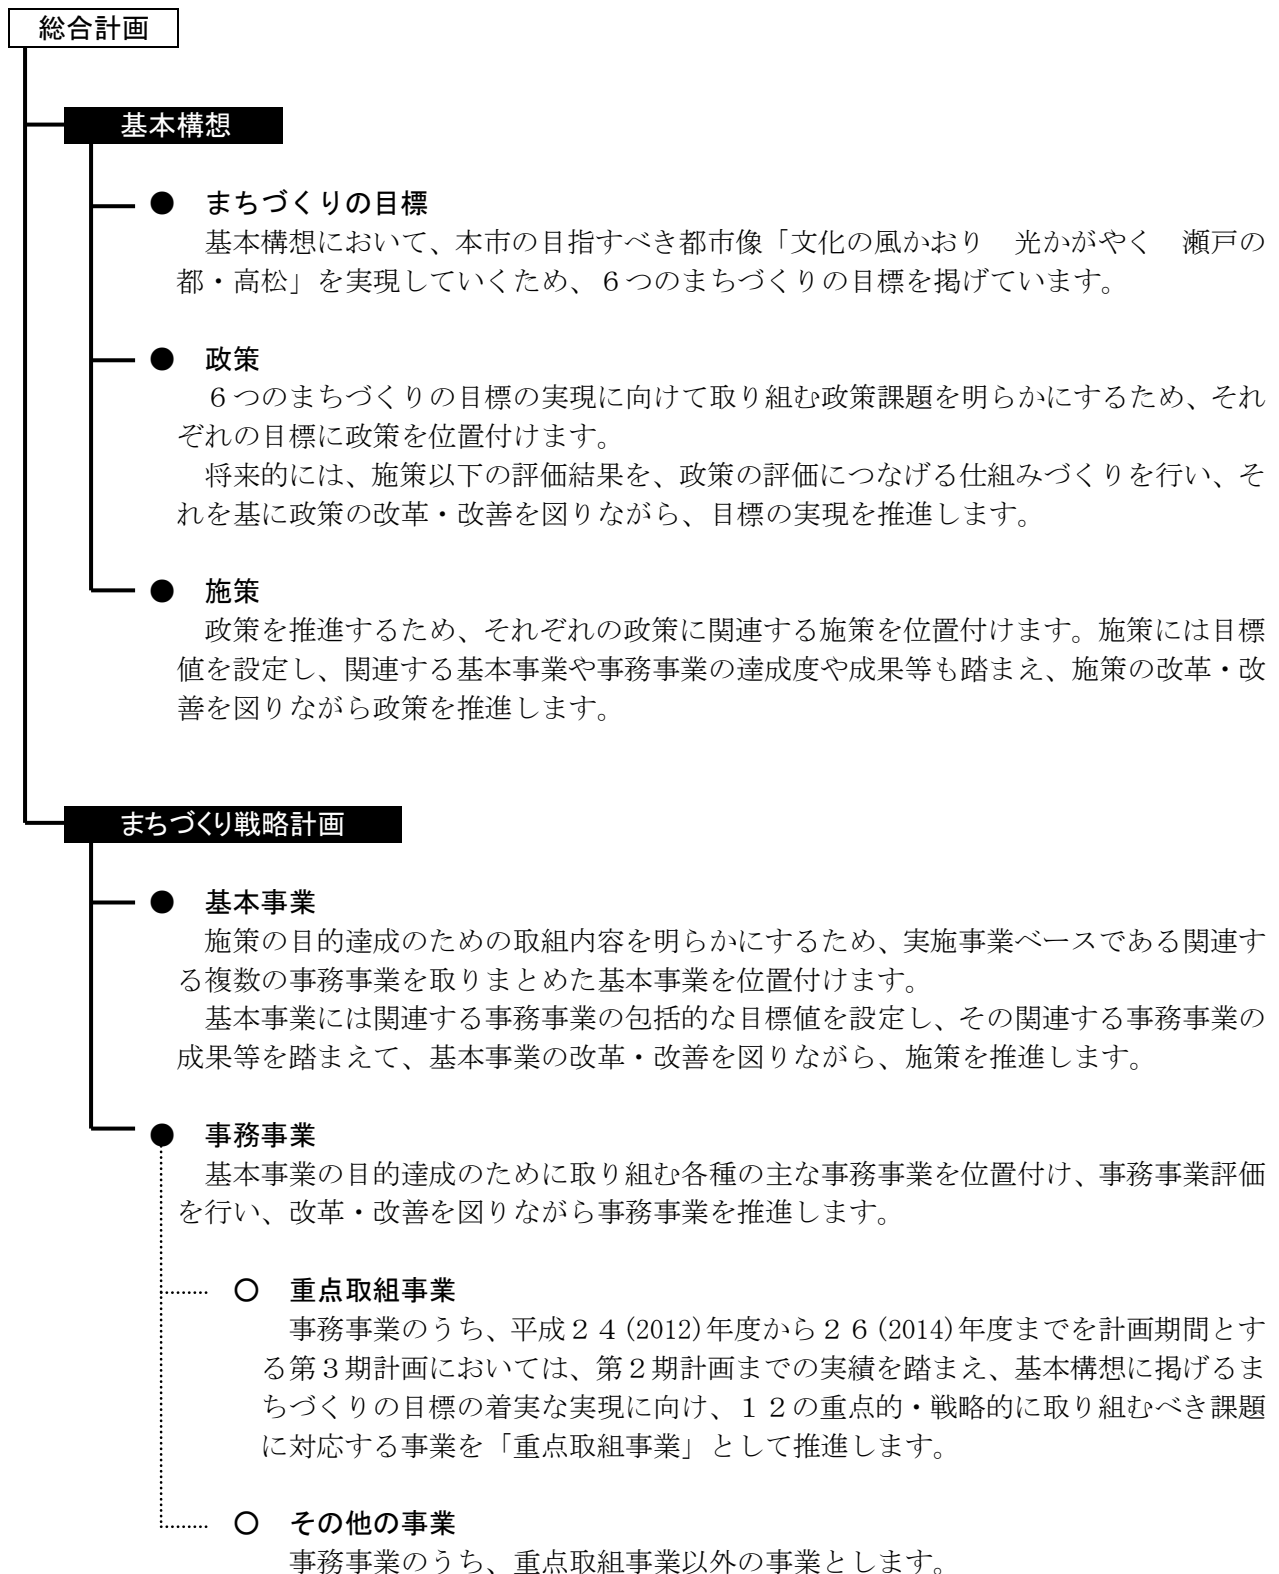 総合計画
基本構想
● まちづくりの目標
基本構想において、本市の目指すべき都市像「文化の風かおり　光かがやく　瀬戸の
都・高松」を実現していくため、６つのまちづくりの目標を掲げています。
● 政策
６つのまちづくりの目標の実現に向けて取り組む政策課題を明らかにするため、それ
ぞれの目標に政策を位置付けます。
将来的には、施策以下の評価結果を、政策の評価につなげる仕組みづくりを行い、そ
れを基に政策の改革・改善を図りながら、目標の実現を推進します。
● 施策
政策を推進するため、それぞれの政策に関連する施策を位置付けます。施策には目標
値を設定し、関連する基本事業や事務事業の達成度や成果等も踏まえ、施策の改革・改
善を図りながら政策を推進します。
まちづくり戦略計画
● 基本事業
施策の目的達成のための取組内容を明らかにするため、実施事業ベースである関連す
る複数の事務事業を取りまとめた基本事業を位置付けます。
基本事業には関連する事務事業の包括的な目標値を設定し、その関連する事務事業の
成果等を踏まえて、基本事業の改革・改善を図りながら、施策を推進します。
● 事務事業
基本事業の目的達成のために取り組む各種の主な事務事業を位置付け、事務事業評価
を行い、改革・改善を図りながら事務事業を推進します。
○ 重点取組事業
事務事業のうち、平成２４(2012)年度から２６(2014)年度までを計画期間とす
る第３期計画においては、第２期計画までの実績を踏まえ、基本構想に掲げるま
ちづくりの目標の着実な実現に向け、１２の重点的・戦略的に取り組むべき課題
に対応する事業を「重点取組事業」として推進します。
○ その他の事業
事務事業のうち、重点取組事業以外の事業とします。